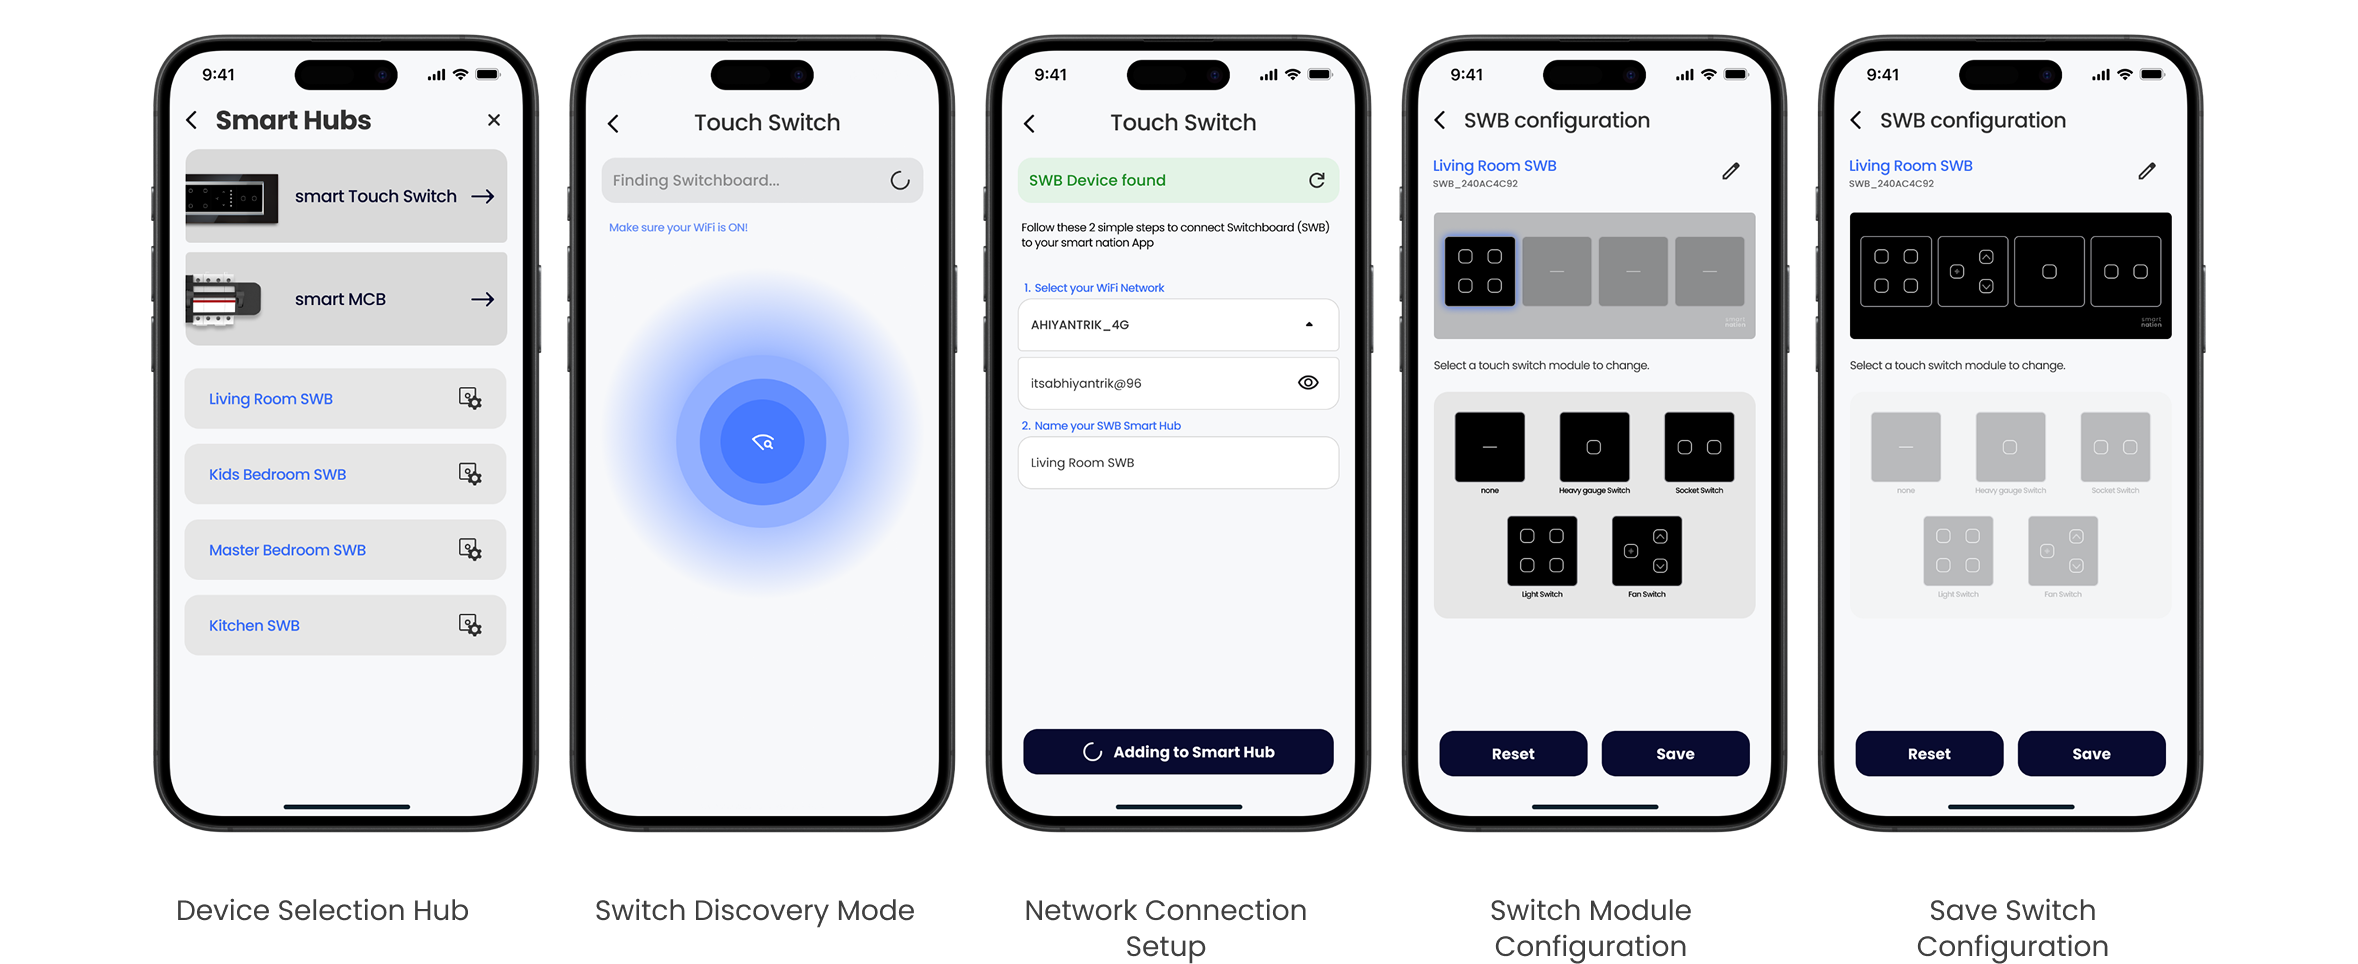 9:41
Smart Hubs
smart Touch Switch
smart MCB
Living Room SWB
Kids Bedroom SWB
Master Bedroom SWB
Kitchen SWB
Device Selection Hub
Touch Switch
Finding Switchboard...
Make sure your WiFi is ON!
Switch Discovery Mode
9:41
Touch Switch
SWB Device found
Follow these 2 simple steps to connect Switchboard (SWB)
to your smart nation App
1. Select your WiFi Network
AHIYANTRIK_4G
itsabhiyantrik@96
2. Name your SWB Smart Hub
Living Room SWB
Adding to Smart Hub
Network Connection
Setup
9:41
SWB configuration
Living Room SWB
SWB_240AC4C92
smart
nation
Select a touch switch module to change.
none
Heavy gauge Switch
Socket Switch
Light Switch
Fan Switch
Reset
Save
Switch Module
Configuration
9:41
SWB configuration
Living Room SWB
SWB_240AC4C92
smart
nation
Select a touch switch module to change.
none
Heavy gauge Switch
Socket Switch
Light Switch
Fan Switch
Reset
Save
Save Switch
Configuration